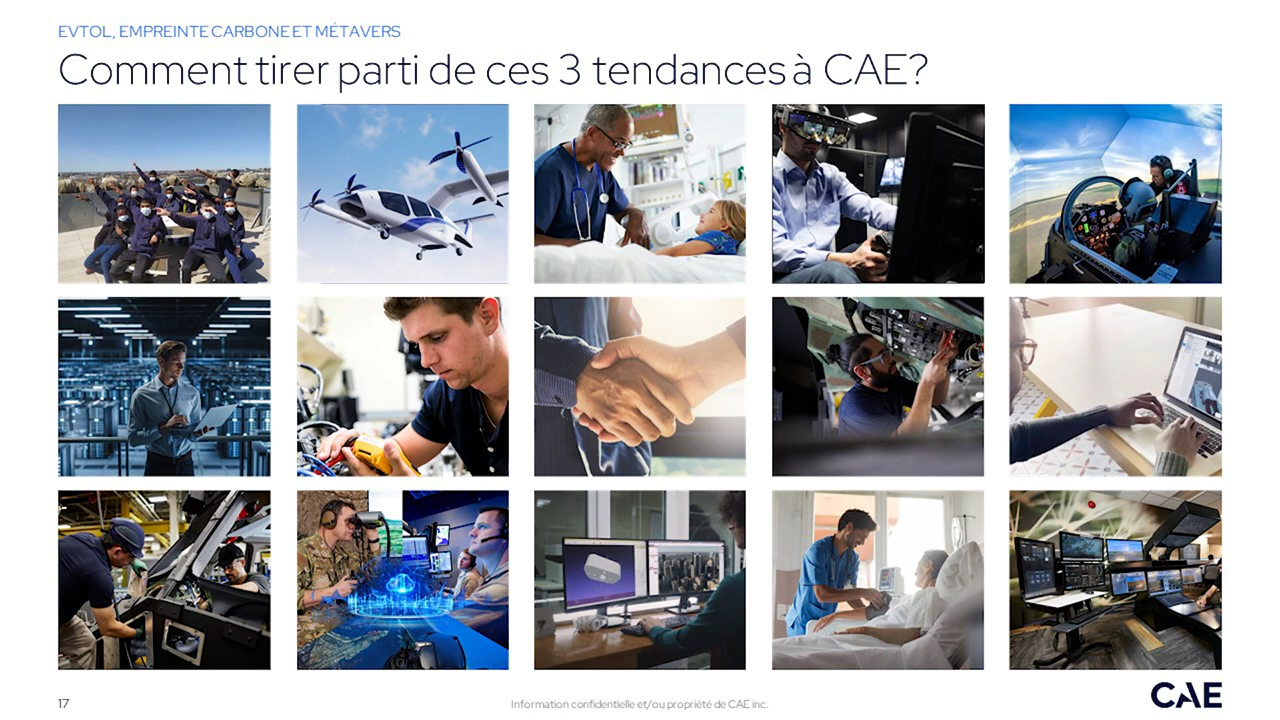 EVTOL, EMPREINTE CARBONE ET MÉTAVERS
Comment tirer parti de ces 3 tendances à CAE?
17
Information confidentielle et/ou propriété de CAE inc.
CAE